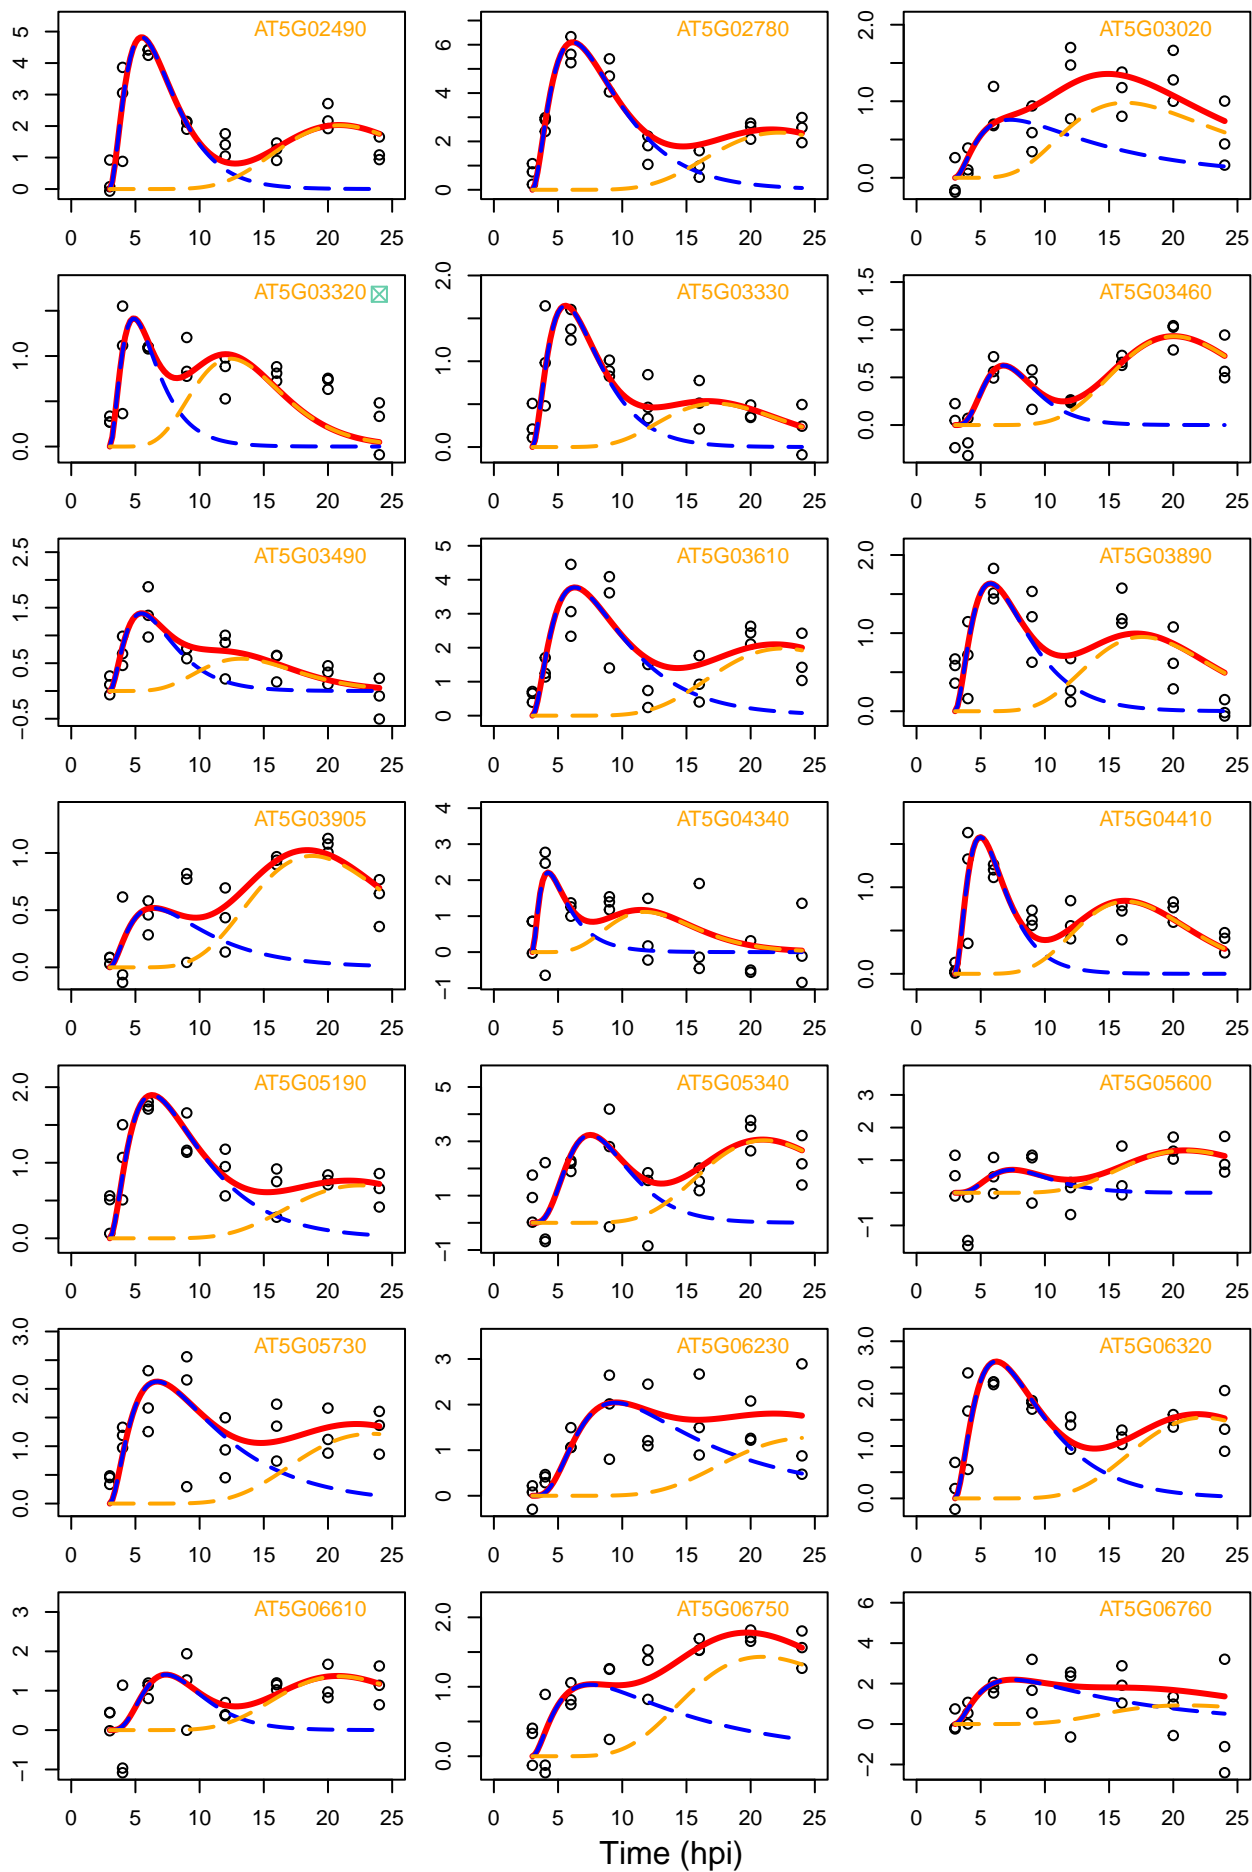 AT5G02490 AT5G02780 AT5G03020
0 1 2 3 4 5
0 2 4 6
0.0 1.0 2.0
0 5 10 15 20 25 0 5 10 15 20 25 0 5 10 15 20 25
AT5G03320 AT5G03330 AT5G03460
0.0 1.0
0.0 1.0 2.0
0.0 0.5 1.0 1.5
0 5 10 15 20 25 0 5 10 15 20 25 0 5 10 15 20 25
AT5G03490 AT5G03610 AT5G03890
−0.5 0.5 1.5 2.5
0 1 2 3 4 5
0.0 1.0 2.0
0 5 10 15 20 25 0 5 10 15 20 25 0 5 10 15 20 25
AT5G03905 AT5G04340 AT5G04410
0.0 0.5 1.0
−1 0 1 2 3 4
0.0 1.0
0 5 10 15 20 25 0 5 10 15 20 25 0 5 10 15 20 25
AT5G05190 AT5G05340 AT5G05600
0.0 1.0 2.0
−1 1 3 5
−1 1 2 3
0 5 10 15 20 25 0 5 10 15 20 25 0 5 10 15 20 25
AT5G05730 AT5G06230 AT5G06320
0.0 1.0 2.0 3.0
0 1 2 3
0.0 1.0 2.0 3.0
0 5 10 15 20 25 0 5 10 15 20 25 0 5 10 15 20 25
AT5G06610 AT5G06750 AT5G06760
−1 0 1 2 3
0.0 1.0 2.0
−2 0 2 4 6
0 5 10 15 20 25 0 5 10 15 20 25 0 5 10 15 20 25
Time (hpi)